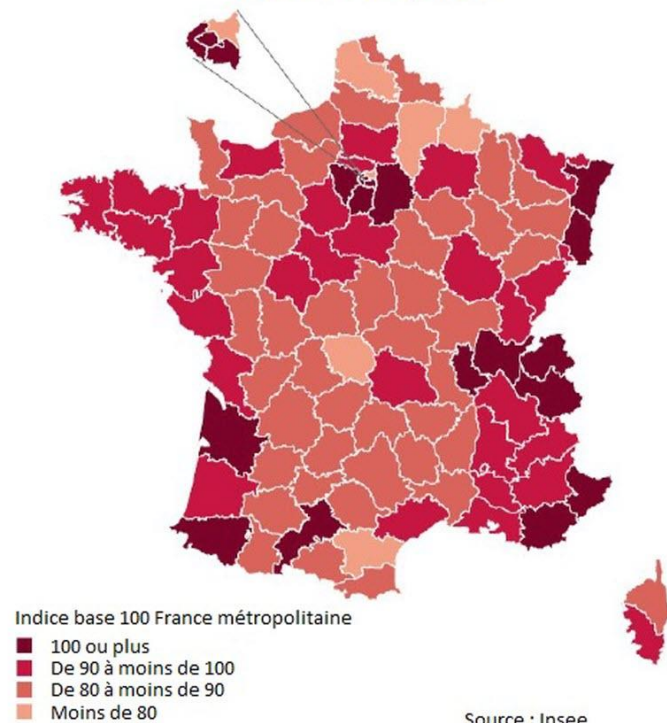 Indice base 100 France métropolitaine
100 ou plus
De 90 à moins de 100
De 80 à moins de 90
Moins de 80
Source : Insee